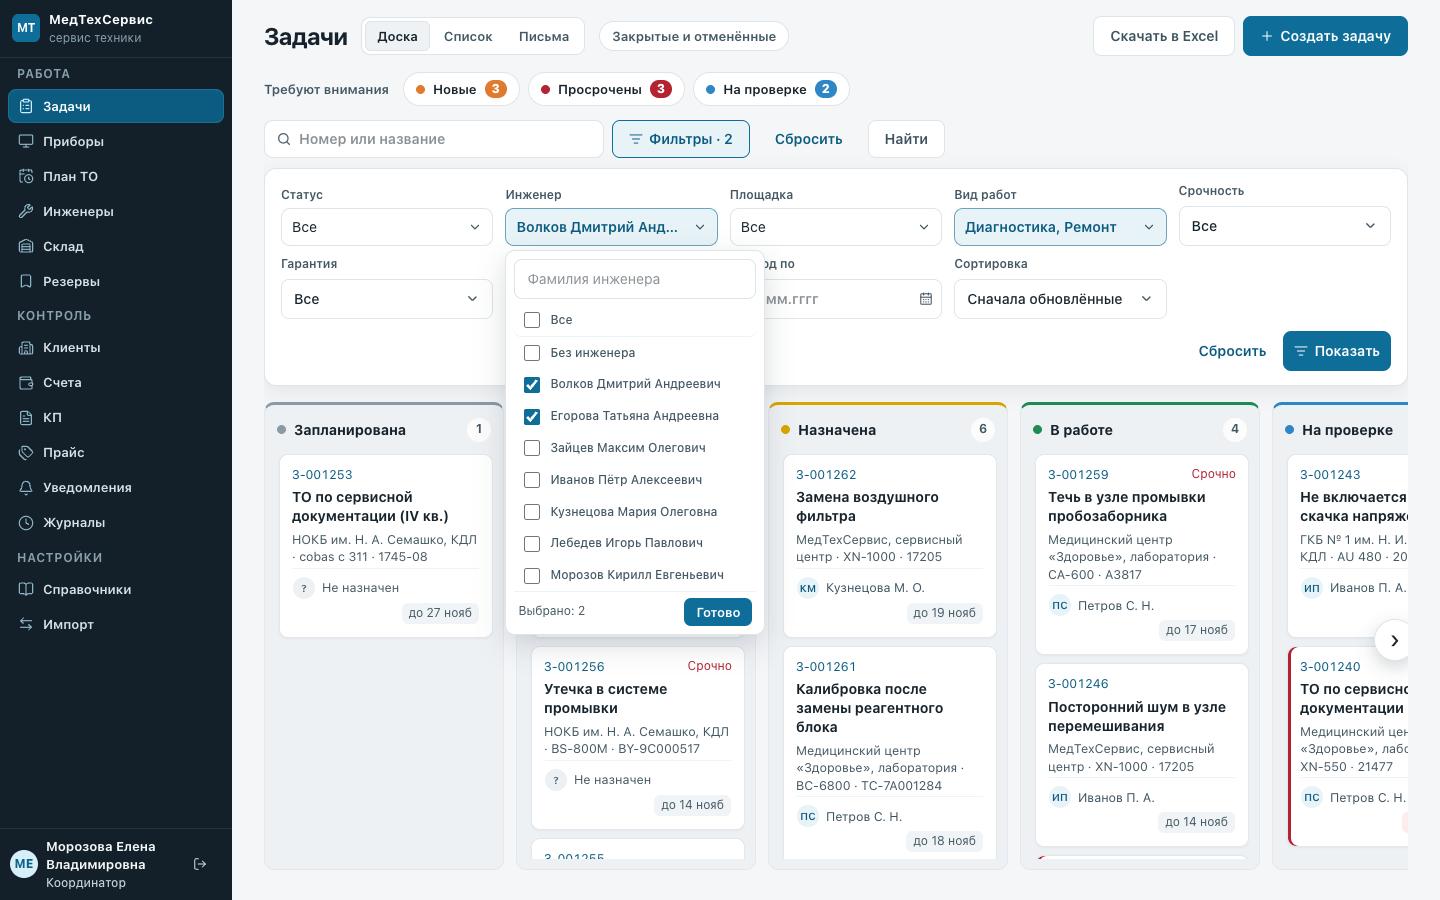 МТ
МедТехСервис
сервис техники
РАБОТА
Задачи
Приборы
План ТО
Инженеры
Склад
Резервы
КОНТРОЛЬ
Клиенты
Счета
КП
Прайс
Уведомления
Журналы
НАСТРОЙКИ
Справочники
Импорт
МЕ
Морозова Елена
Владимировна
Координатор
Задачи
Доска
Список
Письма
Закрытые и отменённые
Скачать в Excel
+ Создать задачу
Требуют внимания
Новые 3
Просрочены 3
На проверке 2
Номер или название
Фильтры · 2
Сбросить
Найти
Статус
Все
Инженер
Волков Дмитрий Анд...
Площадка
Все
Вид работ
Диагностика, Ремонт
Срочность
Все
Гарантия
Все
од по
мм.гггг
Сортировка
Сначала обновлённые
Сбросить
Показать
Фамилия инженера
Все
Без инженера
Волков Дмитрий Андреевич
Егорова Татьяна Андреевна
Зайцев Максим Олегович
Иванов Пётр Алексеевич
Кузнецова Мария Олеговна
Лебедев Игорь Павлович
Морозов Кирилл Евгеньевич
Выбрано: 2
Готово
Запланирована 1
З-001253
ТО по сервисной
документации (IV кв.)
НОКБ им. Н. А. Семашко, КДЛ
· cobas c 311 · 1745-08
? Не назначен
до 27 нояб
З-001256 Срочно
Утечка в системе
промывки
НОКБ им. Н. А. Семашко, КДЛ
· BS-800M · BY-9C000517
? Не назначен
до 14 нояб
З-001255
Назначена 6
З-001262
Замена воздушного
фильтра
МедТехСервис, сервисный
центр · XN-1000 · 17205
КМ Кузнецова М. О.
до 19 нояб
З-001261
Калибровка после
замены реагентного
блока
Медицинский центр
«Здоровье», лаборатория ·
BC-6800 · TC-7A001284
ПС Петров С. Н.
до 18 нояб
В работе 4
З-001259 Срочно
Течь в узле промывки
пробозаборника
Медицинский центр
«Здоровье», лаборатория ·
CA-600 · A3817
ПС Петров С. Н.
до 17 нояб
З-001246
Посторонний шум в узле
перемешивания
МедТехСервис, сервисный
центр · XN-1000 · 17205
ИП Иванов П. А.
до 14 нояб
На проверке
З-001243
Не включается
скачка напряже
ГКБ № 1 им. Н. И.
КДЛ · AU 480 · 20
ИП Иванов П. А.
З-001240
ТО по сервисно
документации
Медицинский цен
«Здоровье», лабо
XN-550 · 21477
ПС Петров С. Н.